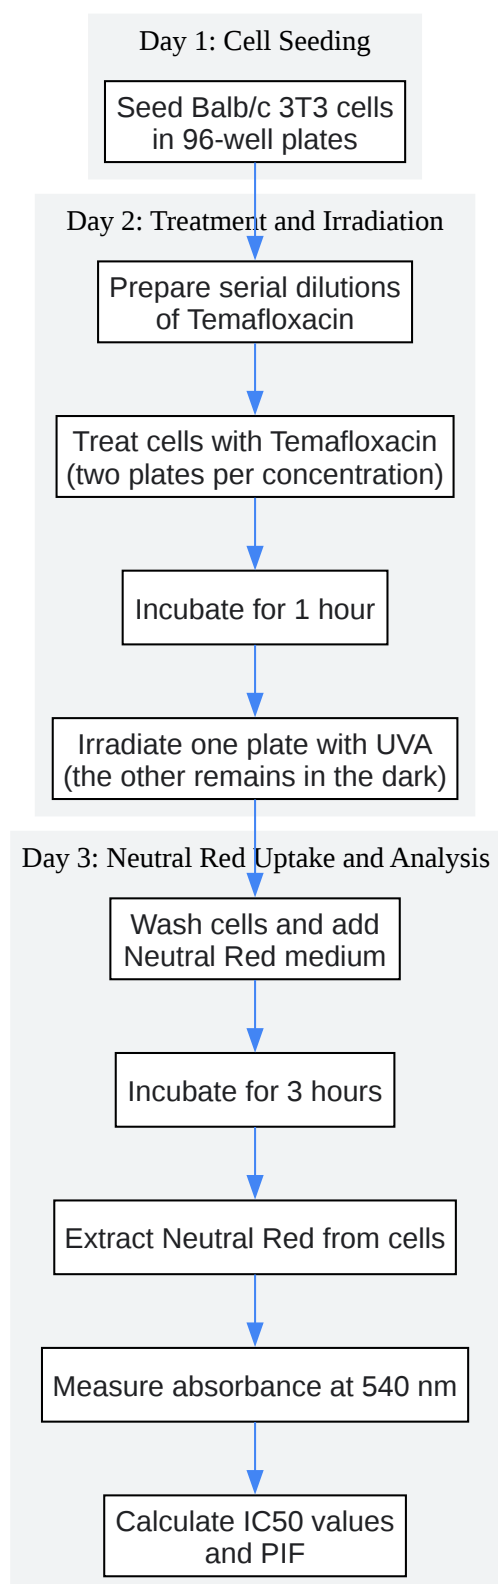 Day 1: Cell Seeding
Seed Balb/c 3T3 cells
in 96-well plates
Day 2: Treatment and Irradiation
Prepare serial dilutions
of Temafloxacin
Treat cells with Temafloxacin
(two plates per concentration)
Incubate for 1 hour
Irradiate one plate with UVA
(the other remains in the dark)
Day 3: Neutral Red Uptake and Analysis
Wash cells and add
Neutral Red medium
Incubate for 3 hours
Extract Neutral Red from cells
Measure absorbance at 540 nm
Calculate IC50 values
and PIF